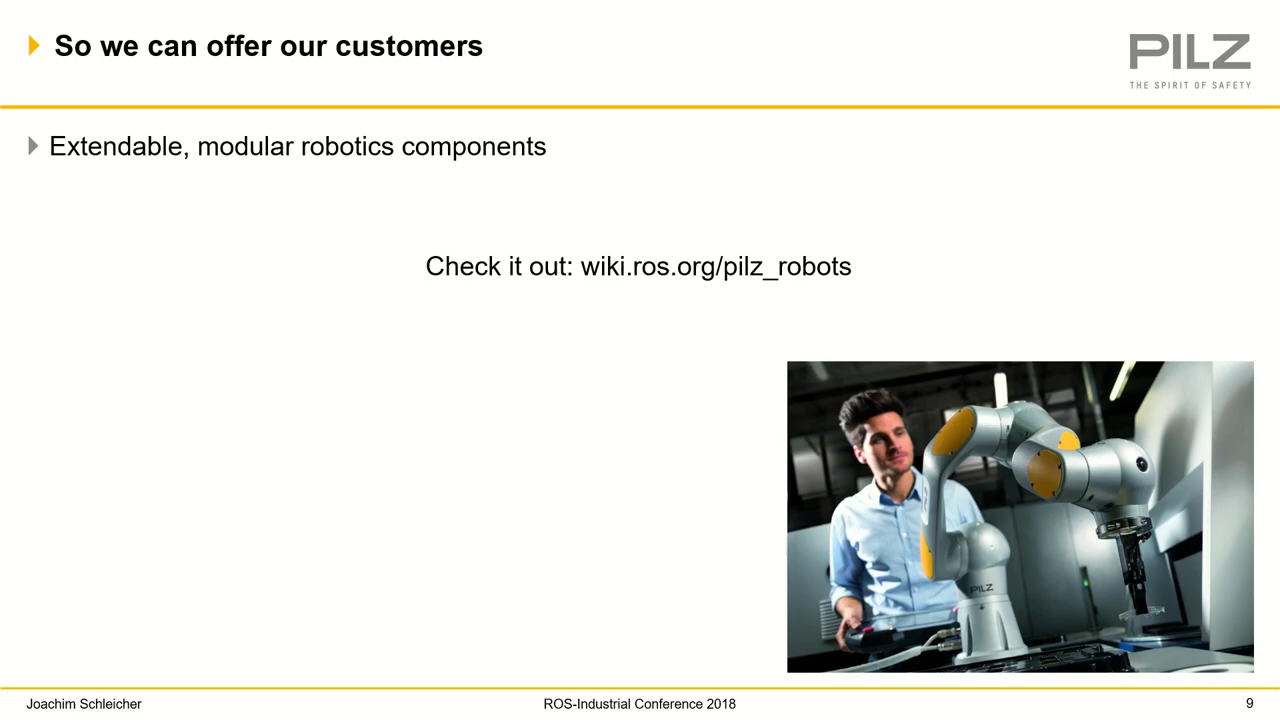 So we can offer our customers
PILZ
THE SPIRIT OF SAFETY
Extendable, modular robotics components
Check it out: wiki.ros.org/pilz_robots
PILZ
Joachim Schleicher
ROS-Industrial Conference 2018
9